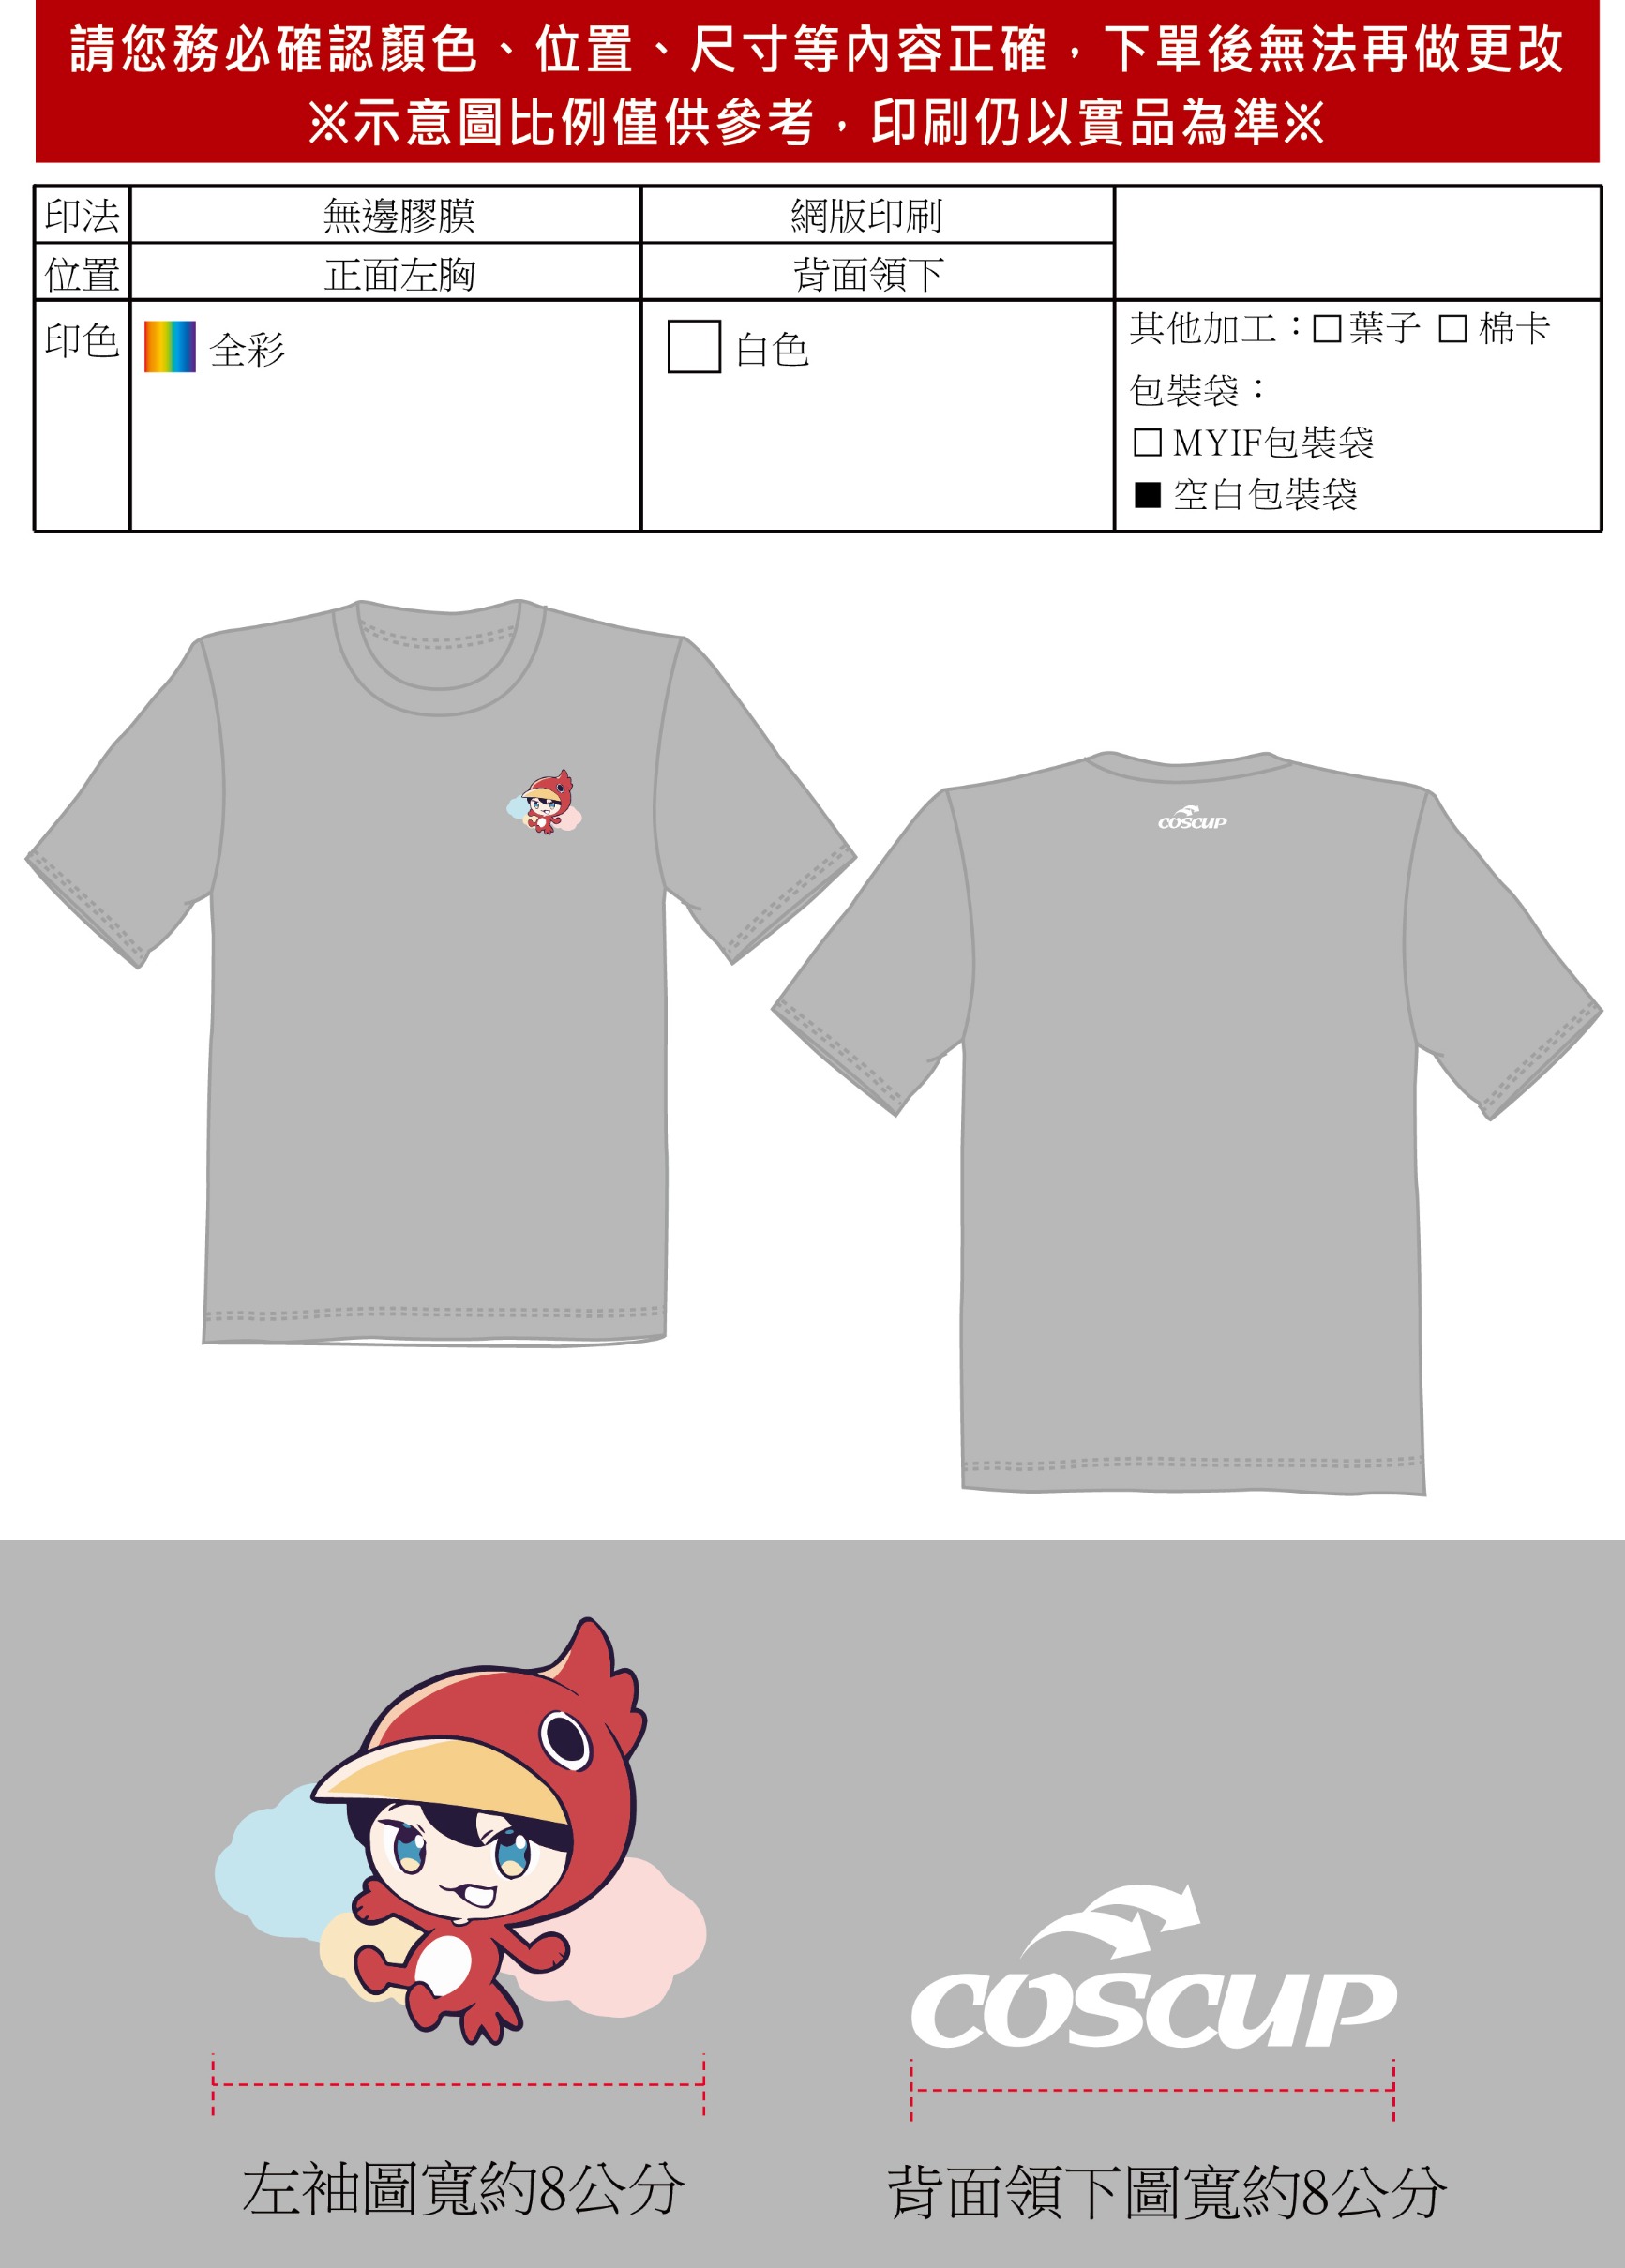 請您務必確認顏色、位置、尺寸等內容正確，下單後無法再做更改
※示意圖比例僅供參考，印刷仍以實品為準※
印法 無邊膠膜 網版印刷
位置 正面左胸 背面領下
印色 全彩 白色
其他加工：□葉子 □ 棉卡
包裝袋：
□ MYIF包裝袋
■ 空白包裝袋
COSCUP
COSCUP
左袖圖寬約8公分
背面領下圖寬約8公分